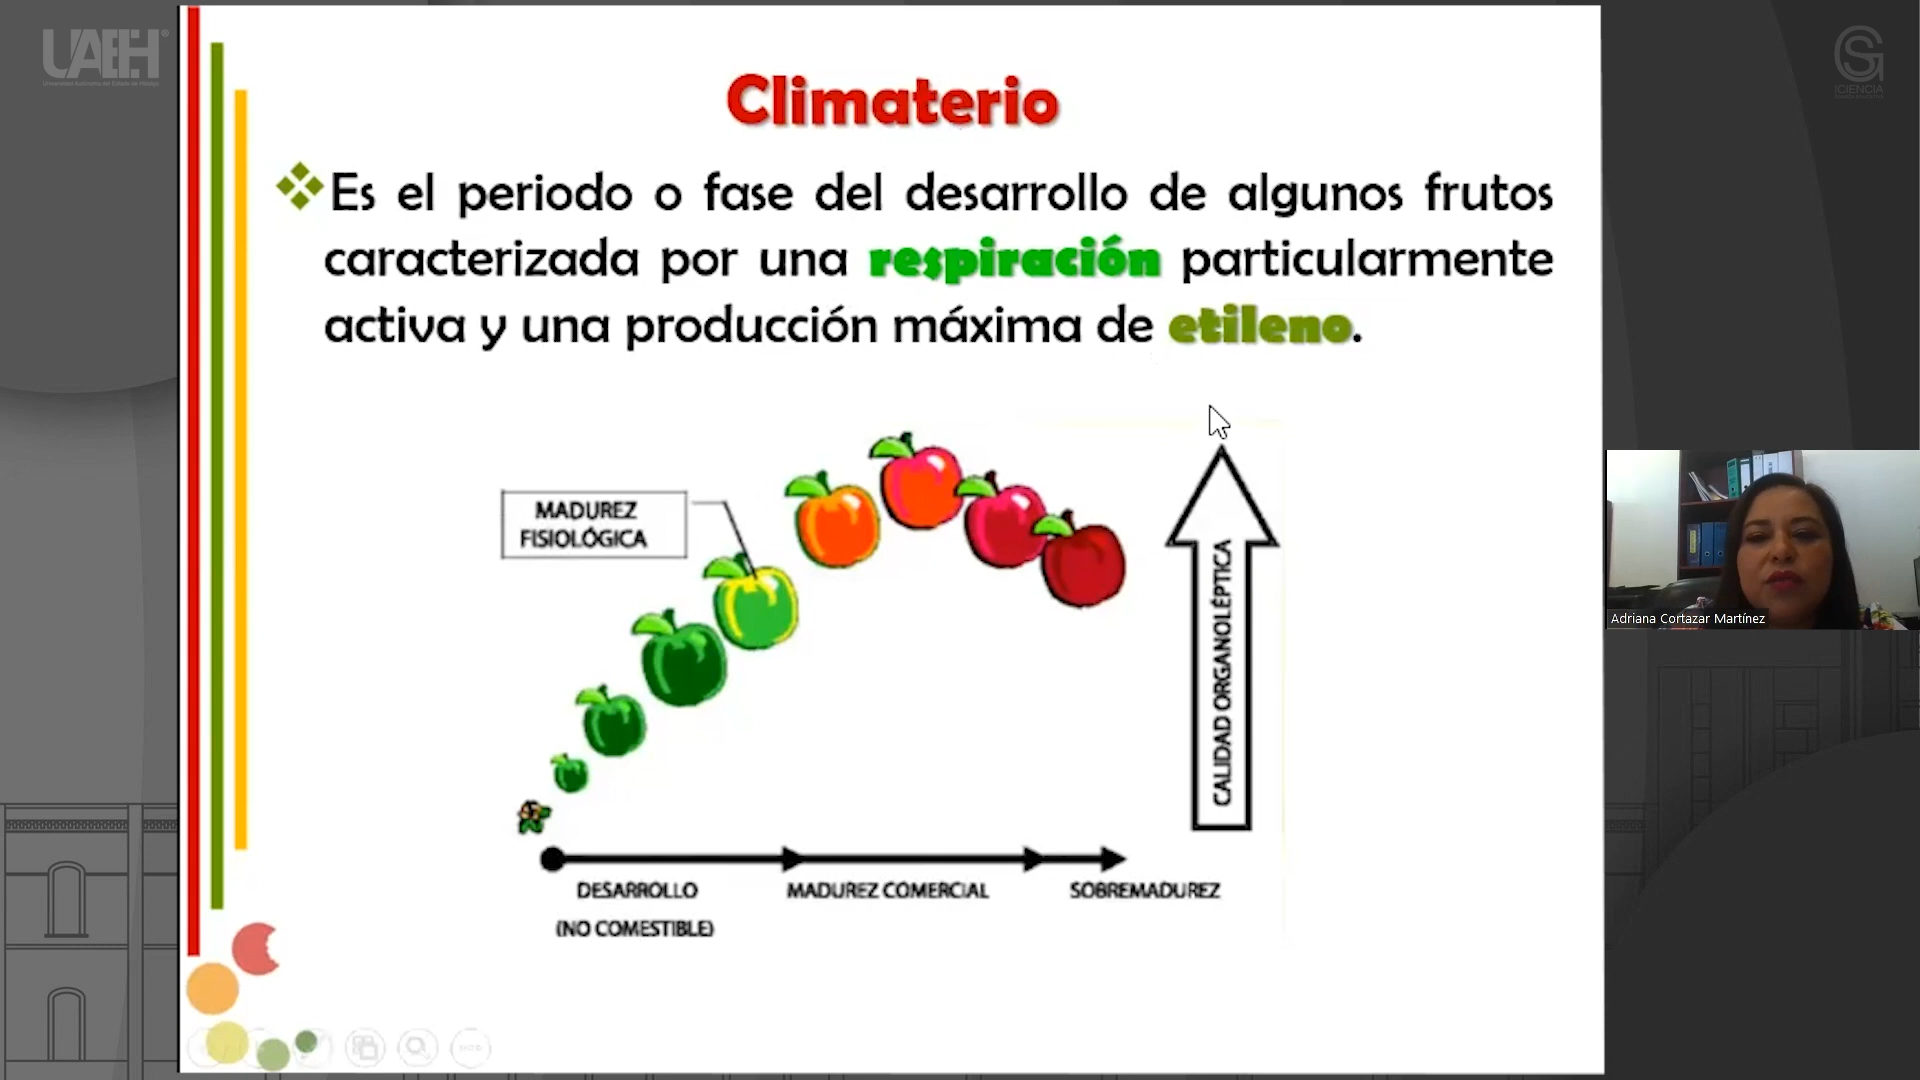 UAEH
Climaterio
Es el periodo o fase del desarrollo de algunos frutos
caracterizada por una respiración particularmente
activa y una producción máxima de etileno.
MADUREZ
FISIOLÓGICA
CALIDAD ORGANOLÉPTICA
DESARROLLO
MADUREZ COMERCIAL
SOBREMADUREZ
(NO COMESTIBLE)
Adriana Cortazar Martínez